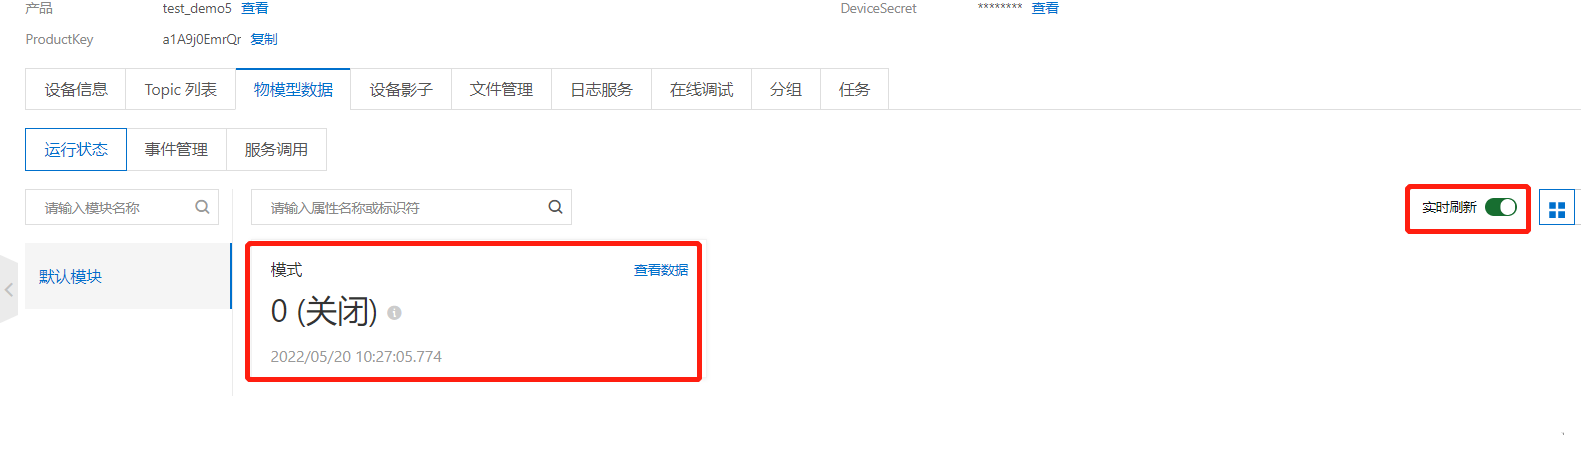 产品 test_demo5 查看 DeviceSecret ******** 查看
ProductKey a1A9j0EmrQr 复制
设备信息 Topic 列表 物模型数据 设备影子 文件管理 日志服务 在线调试 分组 任务
运行状态 事件管理 服务调用
请输入模块名称 请输入属性名称或标识符 实时刷新
默认模块
模式 查看数据
0 (关闭)
2022/05/20 10:27:05.774